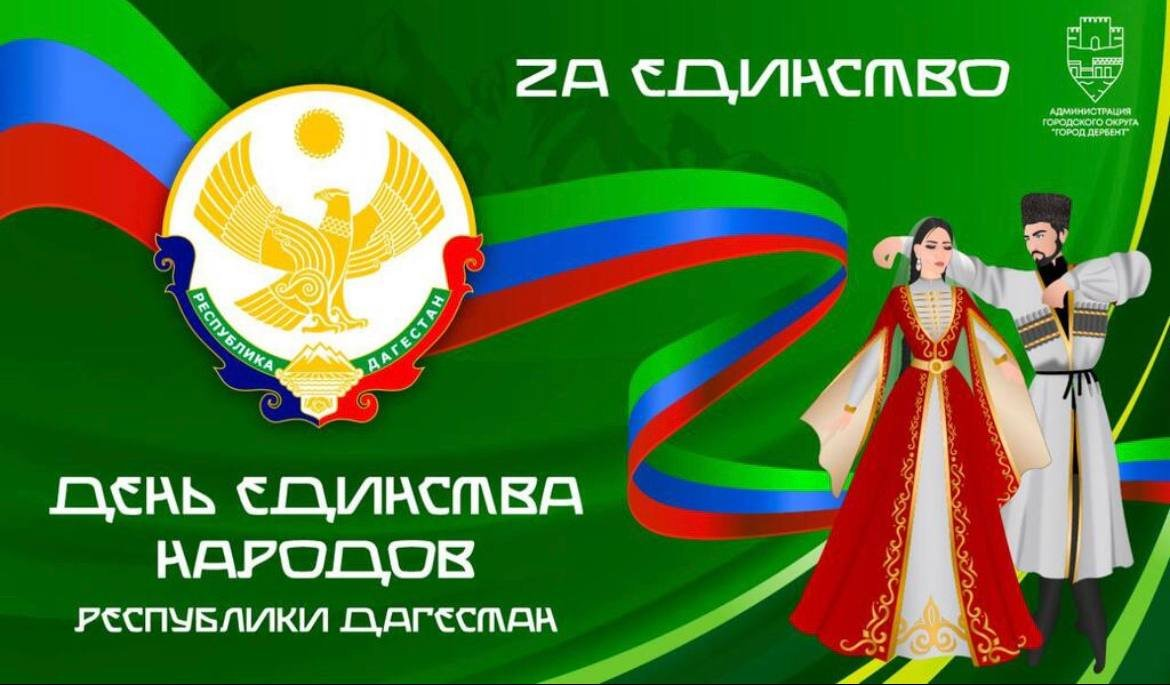 ZА ЕДИНСТВО
АДМИНИСТРАЦИЯ
ГОРОДСКОГО ОКРУГА
"ГОРОД ДЕРБЕНТ"
РЕСПУБЛИКА ДАГЕСТАН
ДЕНЬ ЕДИНСТВА
НАРОДОВ
РЕСПУБЛИКИ ДАГЕСТАН